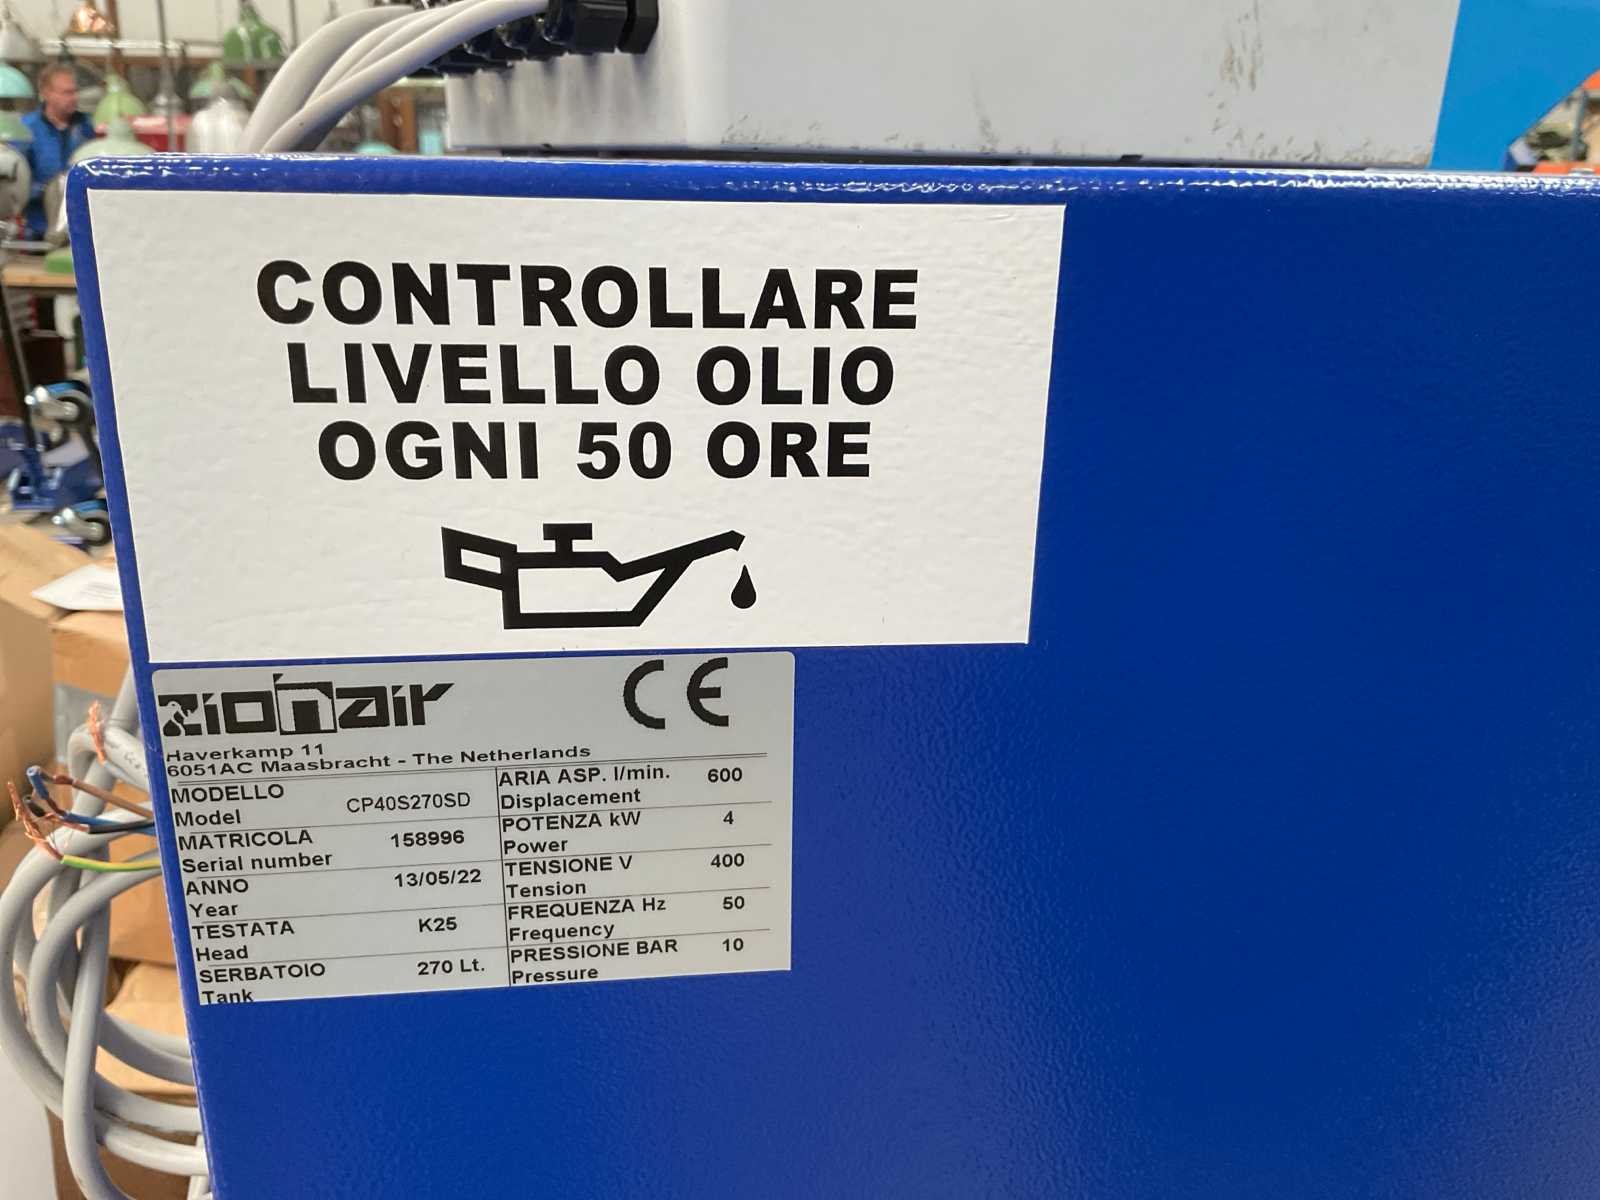 CONTROLLARE
LIVELLO OLIO
OGNI 50 ORE
zionair CE
Haverkamp 11
6051AC Maasbracht - The Netherlands
MODELLO
Model
CP40S270SD
MATRICOLA
Serial number
158996
ANNO
Year
13/05/22
TESTATA
Head
K25
SERBATOIO
Tank
270 Lt.
ARIA ASP. l/min.
Displacement
600
POTENZA kW
Power
4
TENSIONE V
Tension
400
FREQUENZA Hz
Frequency
50
PRESSIONE BAR
Pressure
10